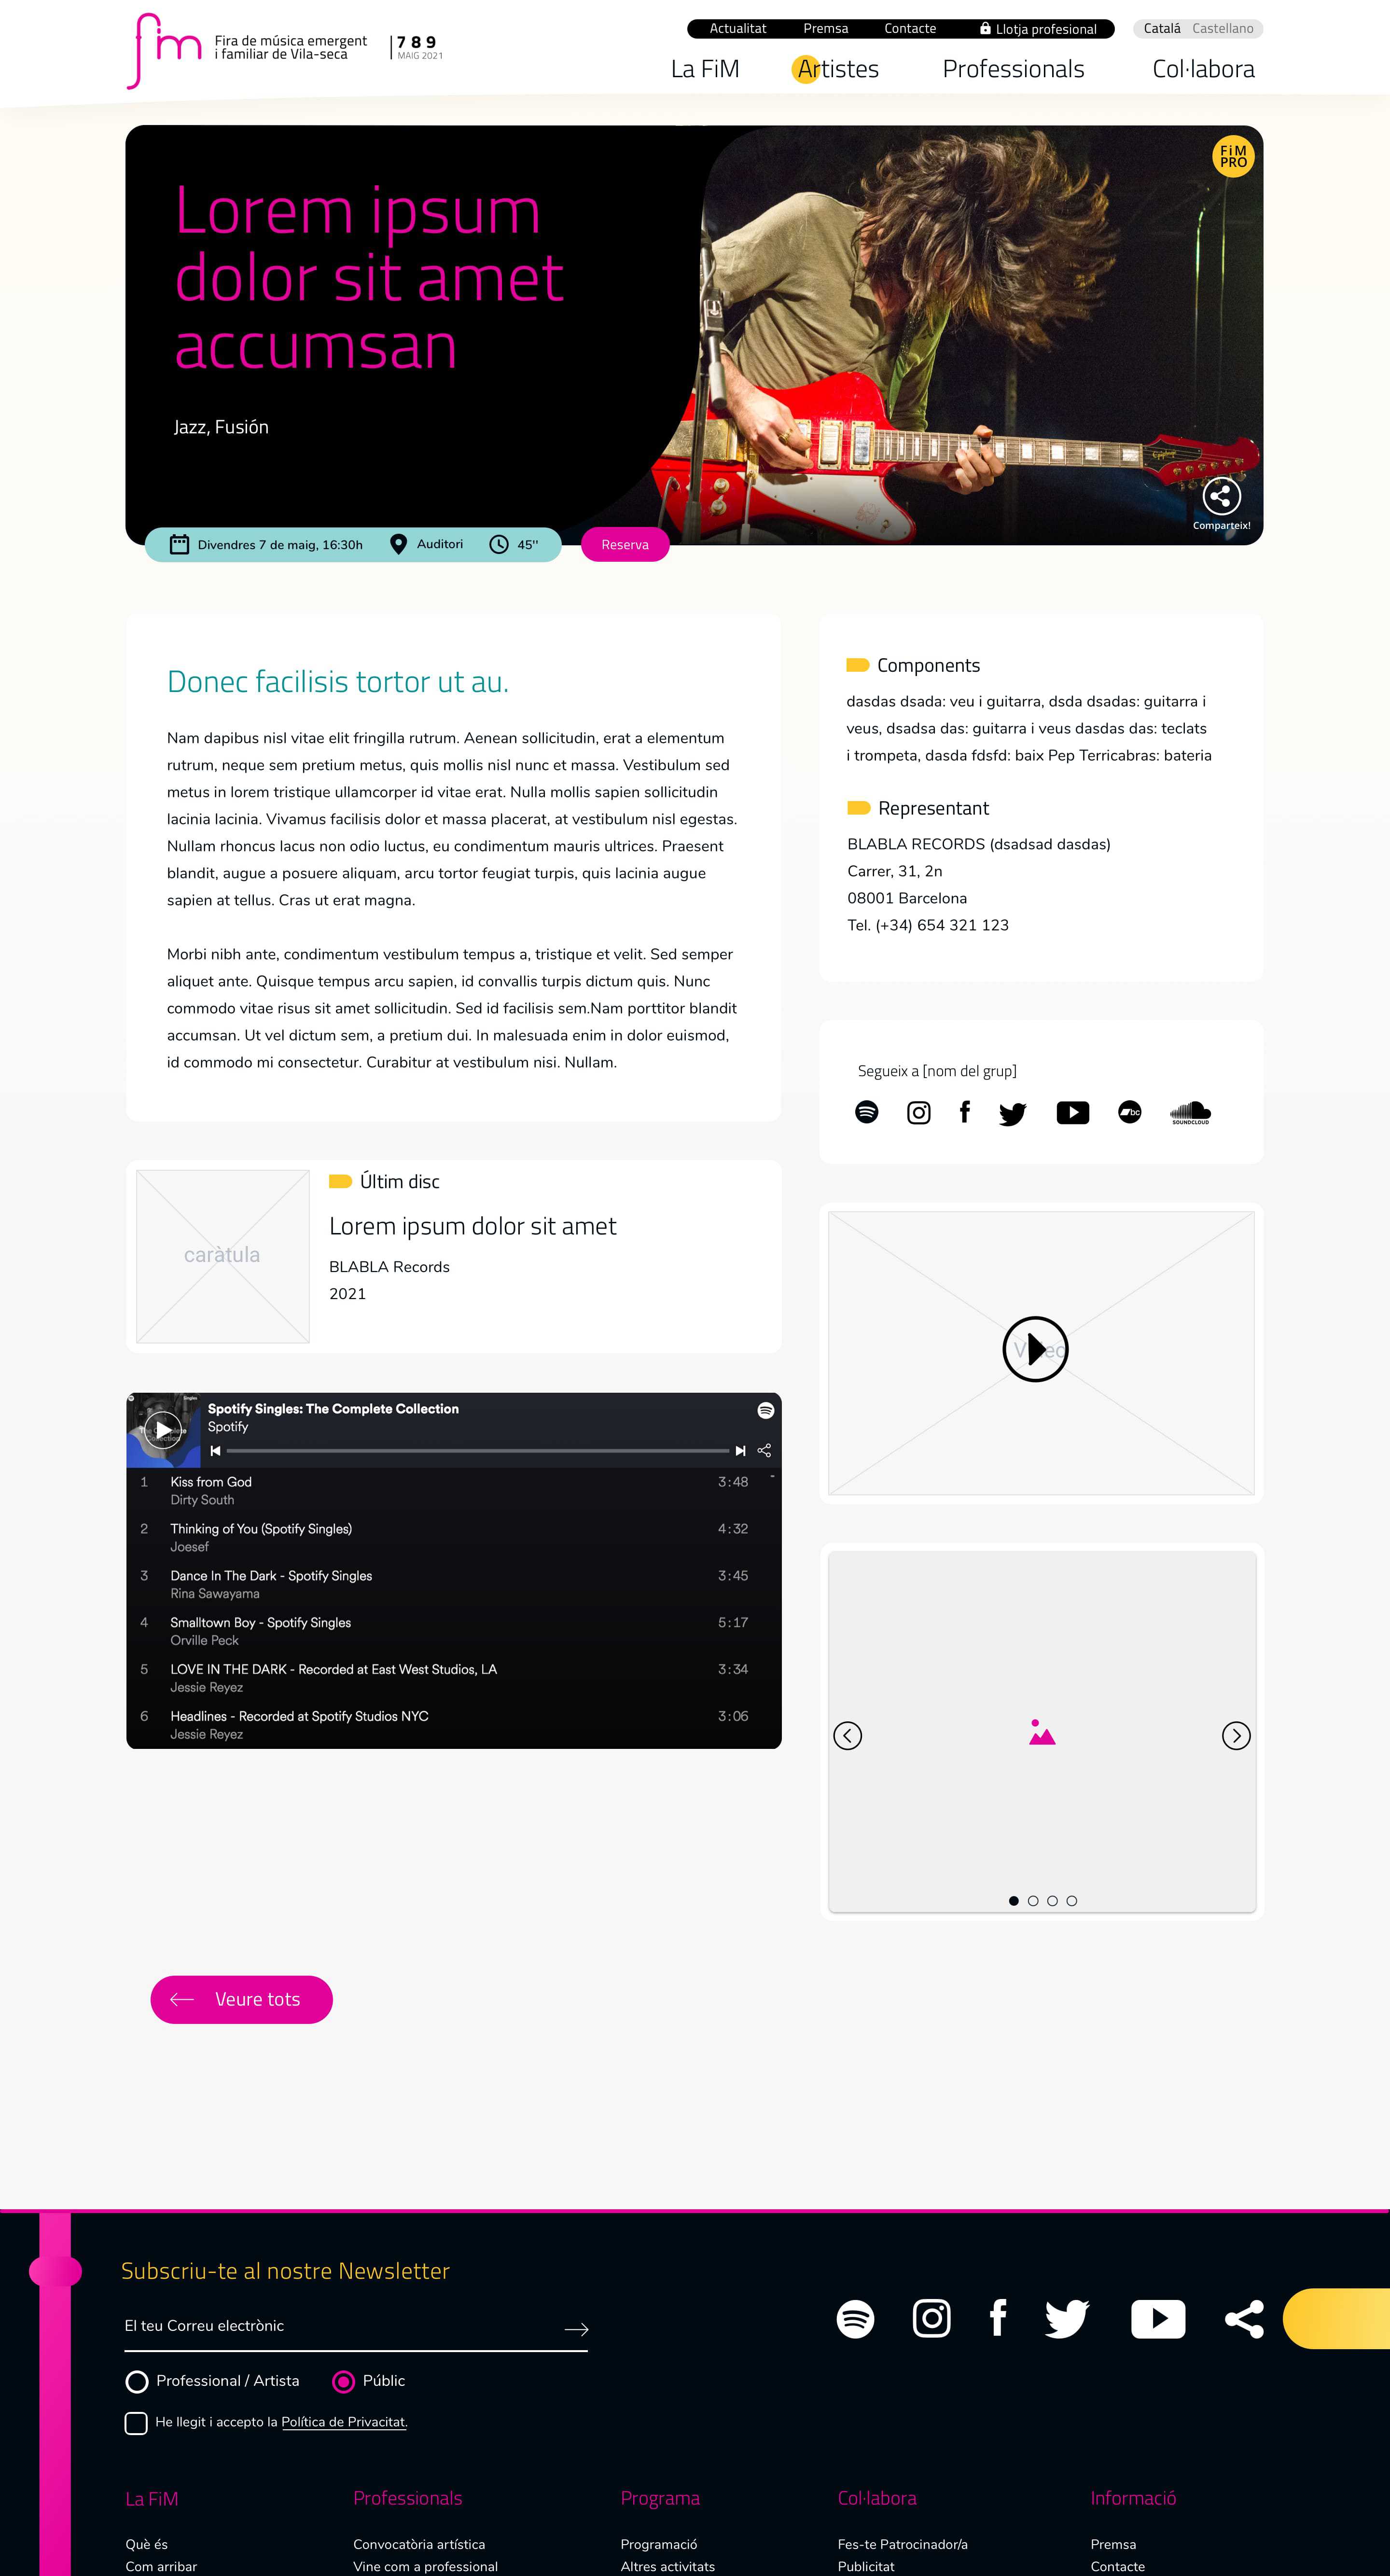 fim
Fira de música emergent
i familiar de Vila-seca
7 8 9
MAIG 2021
Actualitat Premsa Contacte Llotja profesional Catalá Castellano
La FiM Artistes Professionals Col·labora
FiM
PRO
Lorem ipsum
dolor sit amet
accumsan
Jazz, Fusión
Comparteix!
Divendres 7 de maig, 16:30h Auditori 45'' Reserva
Donec facilisis tortor ut au.
Nam dapibus nisl vitae elit fringilla rutrum. Aenean sollicitudin, erat a elementum
rutrum, neque sem pretium metus, quis mollis nisl nunc et massa. Vestibulum sed
metus in lorem tristique ullamcorper id vitae erat. Nulla mollis sapien sollicitudin
lacinia lacinia. Vivamus facilisis dolor et massa placerat, at vestibulum nisl egestas.
Nullam rhoncus lacus non odio luctus, eu condimentum mauris ultrices. Praesent
blandit, augue a posuere aliquam, arcu tortor feugiat turpis, quis lacinia augue
sapien at tellus. Cras ut erat magna.
Morbi nibh ante, condimentum vestibulum tempus a, tristique et velit. Sed semper
aliquet ante. Quisque tempus arcu sapien, id convallis turpis dictum quis. Nunc
commodo vitae risus sit amet sollicitudin. Sed id facilisis sem.Nam porttitor blandit
accumsan. Ut vel dictum sem, a pretium dui. In malesuada enim in dolor euismod,
id commodo mi consectetur. Curabitur at vestibulum nisi. Nullam.
Components
dasdas dsada: veu i guitarra, dsda dsadas: guitarra i
veus, dsadsa das: guitarra i veus dasdas das: teclats
i trompeta, dasda fdsfd: baix Pep Terricabras: bateria
Representant
BLABLA RECORDS (dsadsad dasdas)
Carrer, 31, 2n
08001 Barcelona
Tel. (+34) 654 321 123
Segueix a [nom del grup]
bc
SOUNDCLOUD
caràtula
Últim disc
Lorem ipsum dolor sit amet
BLABLA Records
2021
Spotify Singles: The Complete Collection
Spotify
1 Kiss from God 3:48
Dirty South
2 Thinking of You (Spotify Singles) 4:32
Joesef
3 Dance In The Dark - Spotify Singles 3:45
Rina Sawayama
4 Smalltown Boy - Spotify Singles 5:17
Orville Peck
5 LOVE IN THE DARK - Recorded at East West Studios, LA 3:34
Jessie Reyez
6 Headlines - Recorded at Spotify Studios NYC 3:06
Jessie Reyez
Veure tots
Subscriu-te al nostre Newsletter
El teu Correu electrònic
Professional / Artista Públic
He llegit i accepto la Política de Privacitat.
La FiM Professionals Programa Col·labora Informació
Què és Convocatòria artística Programació Fes-te Patrocinador/a Premsa
Com arribar Vine com a professional Altres activitats Publicitat Contacte